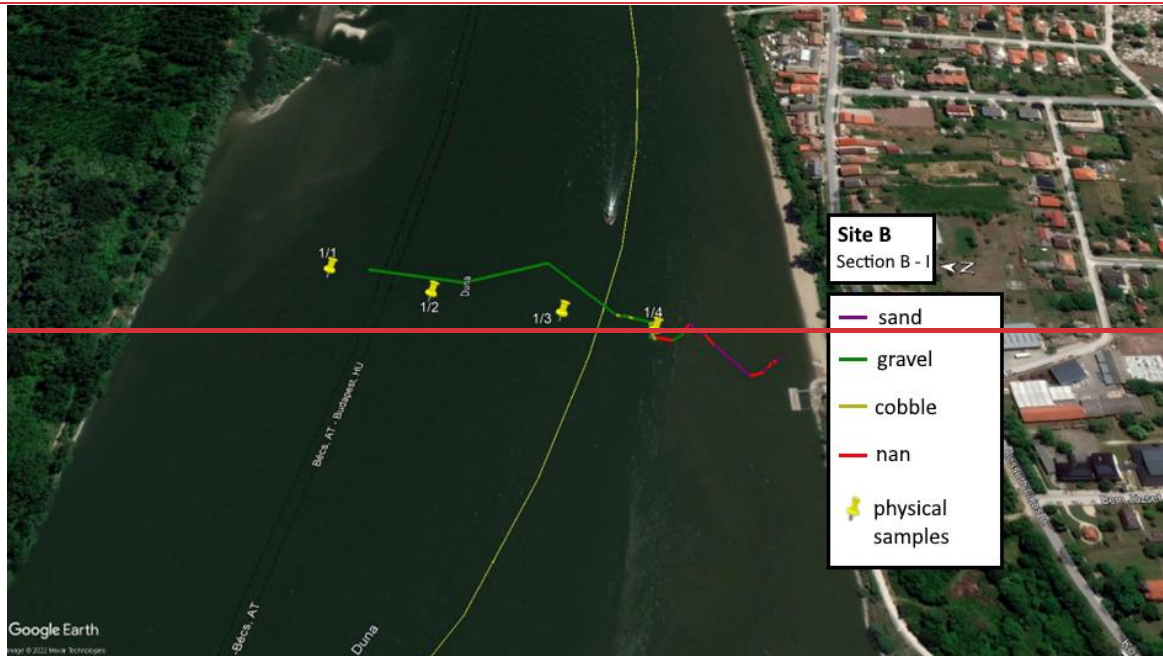 1/1
1/2
Duna
1/3
1/4
Site B
Section B - I
N
sand
gravel
cobble
nan
physical
samples
Bécs, AT - Budapest, HU
-Bécs, AT
Duna
Google Earth